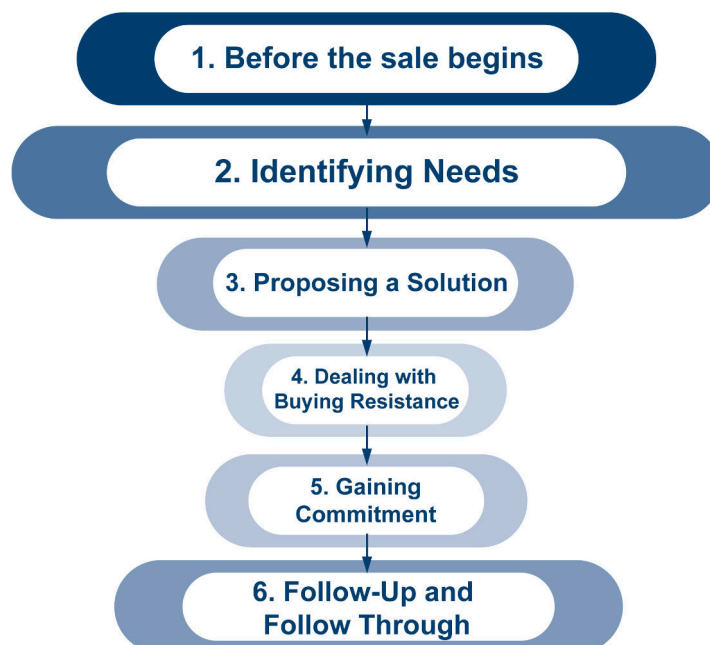 1. Before the sale begins
2. Identifying Needs
3. Proposing a Solution
4. Dealing with
Buying Resistance
5. Gaining
Commitment
6. Follow-Up and
Follow Through